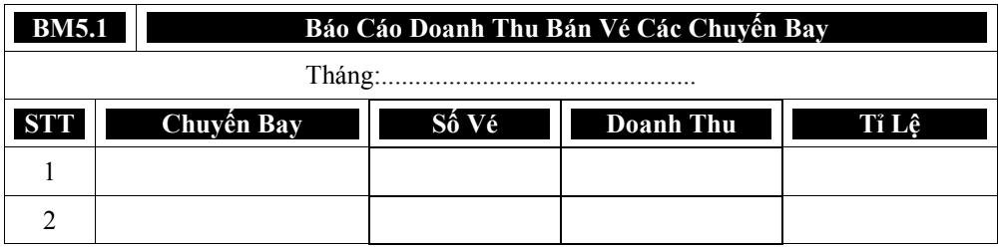 BM5.1 Báo Cáo Doanh Thu Bán Vé Các Chuyến Bay
Tháng:...............................................
STT Chuyến Bay Số Vé Doanh Thu Tỉ Lệ
1
2